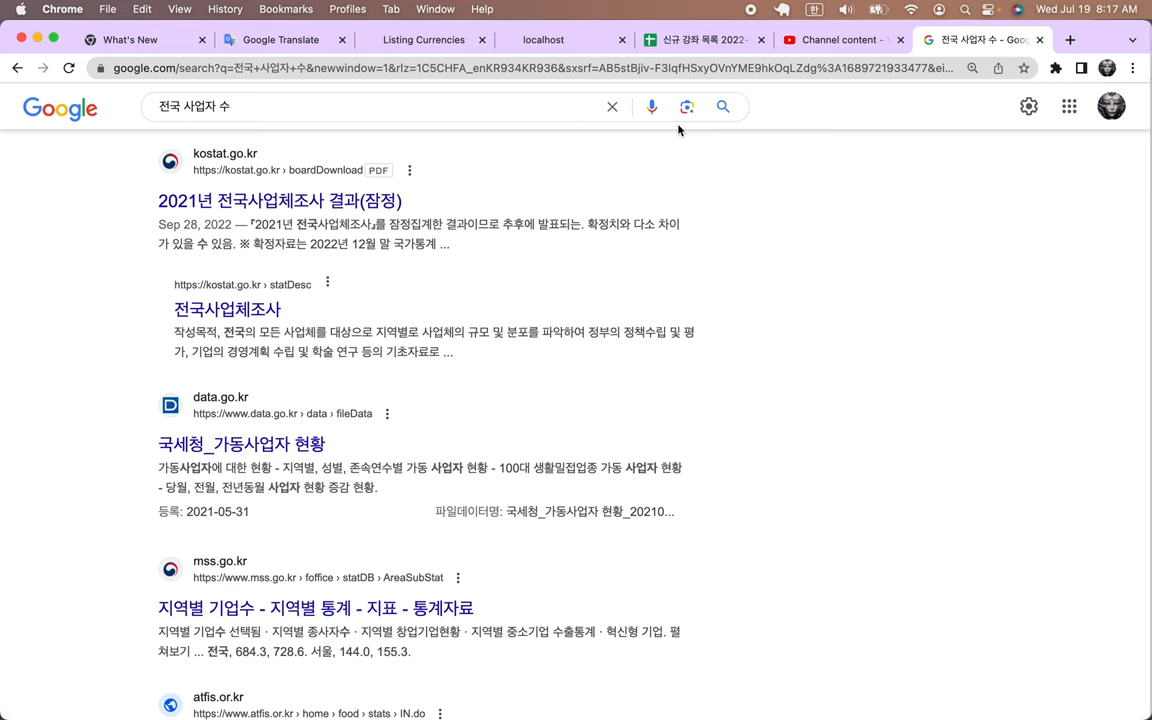 Chrome File Edit View History Bookmarks Profiles Tab Window Help 한 Wed Jul 19 8:17 AM
What's New Google Translate Listing Currencies localhost 신규 강좌 목록 2022- Channel content - 전국 사업자 수 - Goog
google.com/search?q=전국+사업자+수&newwindow=1&rlz=1C5CHFA_enKR934KR936&sxsrf=AB5stBjiv-F3IqfHSxyOVnYME9hkOqLZdg%3A1689721933477&ei...
Google 전국 사업자 수
kostat.go.kr
https://kostat.go.kr › boardDownload PDF
2021년 전국사업체조사 결과(잠정)
Sep 28, 2022 — 『2021년 전국사업체조사』를 잠정집계한 결과이므로 추후에 발표되는. 확정치와 다소 차이
가 있을 수 있음. ※ 확정자료는 2022년 12월 말 국가통계 ...
https://kostat.go.kr › statDesc
전국사업체조사
작성목적, 전국의 모든 사업체를 대상으로 지역별로 사업체의 규모 및 분포를 파악하여 정부의 정책수립 및 평
가, 기업의 경영계획 수립 및 학술 연구 등의 기초자료로 ...
data.go.kr
https://www.data.go.kr › data › fileData
국세청_가동사업자 현황
가동사업자에 대한 현황 - 지역별, 성별, 존속연수별 가동 사업자 현황 - 100대 생활밀접업종 가동 사업자 현황
- 당월, 전월, 전년동월 사업자 현황 증감 현황.
등록: 2021-05-31 파일데이터명: 국세청_가동사업자 현황_20210...
mss.go.kr
https://www.mss.go.kr › foffice › statDB › AreaSubStat
지역별 기업수 - 지역별 통계 - 지표 - 통계자료
지역별 기업수 선택됨 · 지역별 종사자수 · 지역별 창업기업현황 · 지역별 중소기업 수출통계 · 혁신형 기업. 펼
쳐보기 ... 전국, 684.3, 728.6. 서울, 144.0, 155.3.
atfis.or.kr
https://www.atfis.or.kr › home › food › stats › IN.do